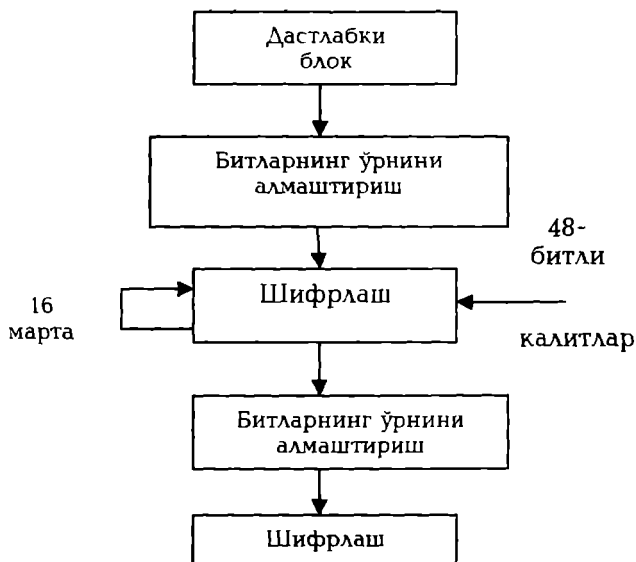 Дастлабки
блок
Битларнинг ўрнини
алмаштириш
48-
битли
Шифрлаш
16
марта
калитлар
Битларнинг ўрнини
алмаштириш
Шифрлаш